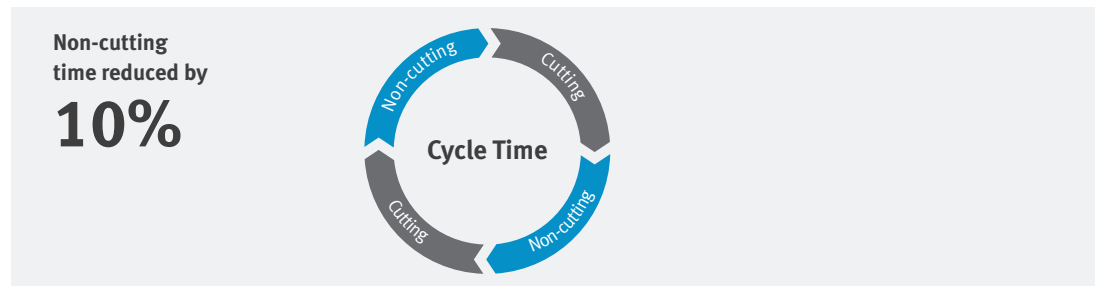 Non-cutting
time reduced by
10%
Non-cutting
Cutting
Cycle Time
Cutting
Non-cutting